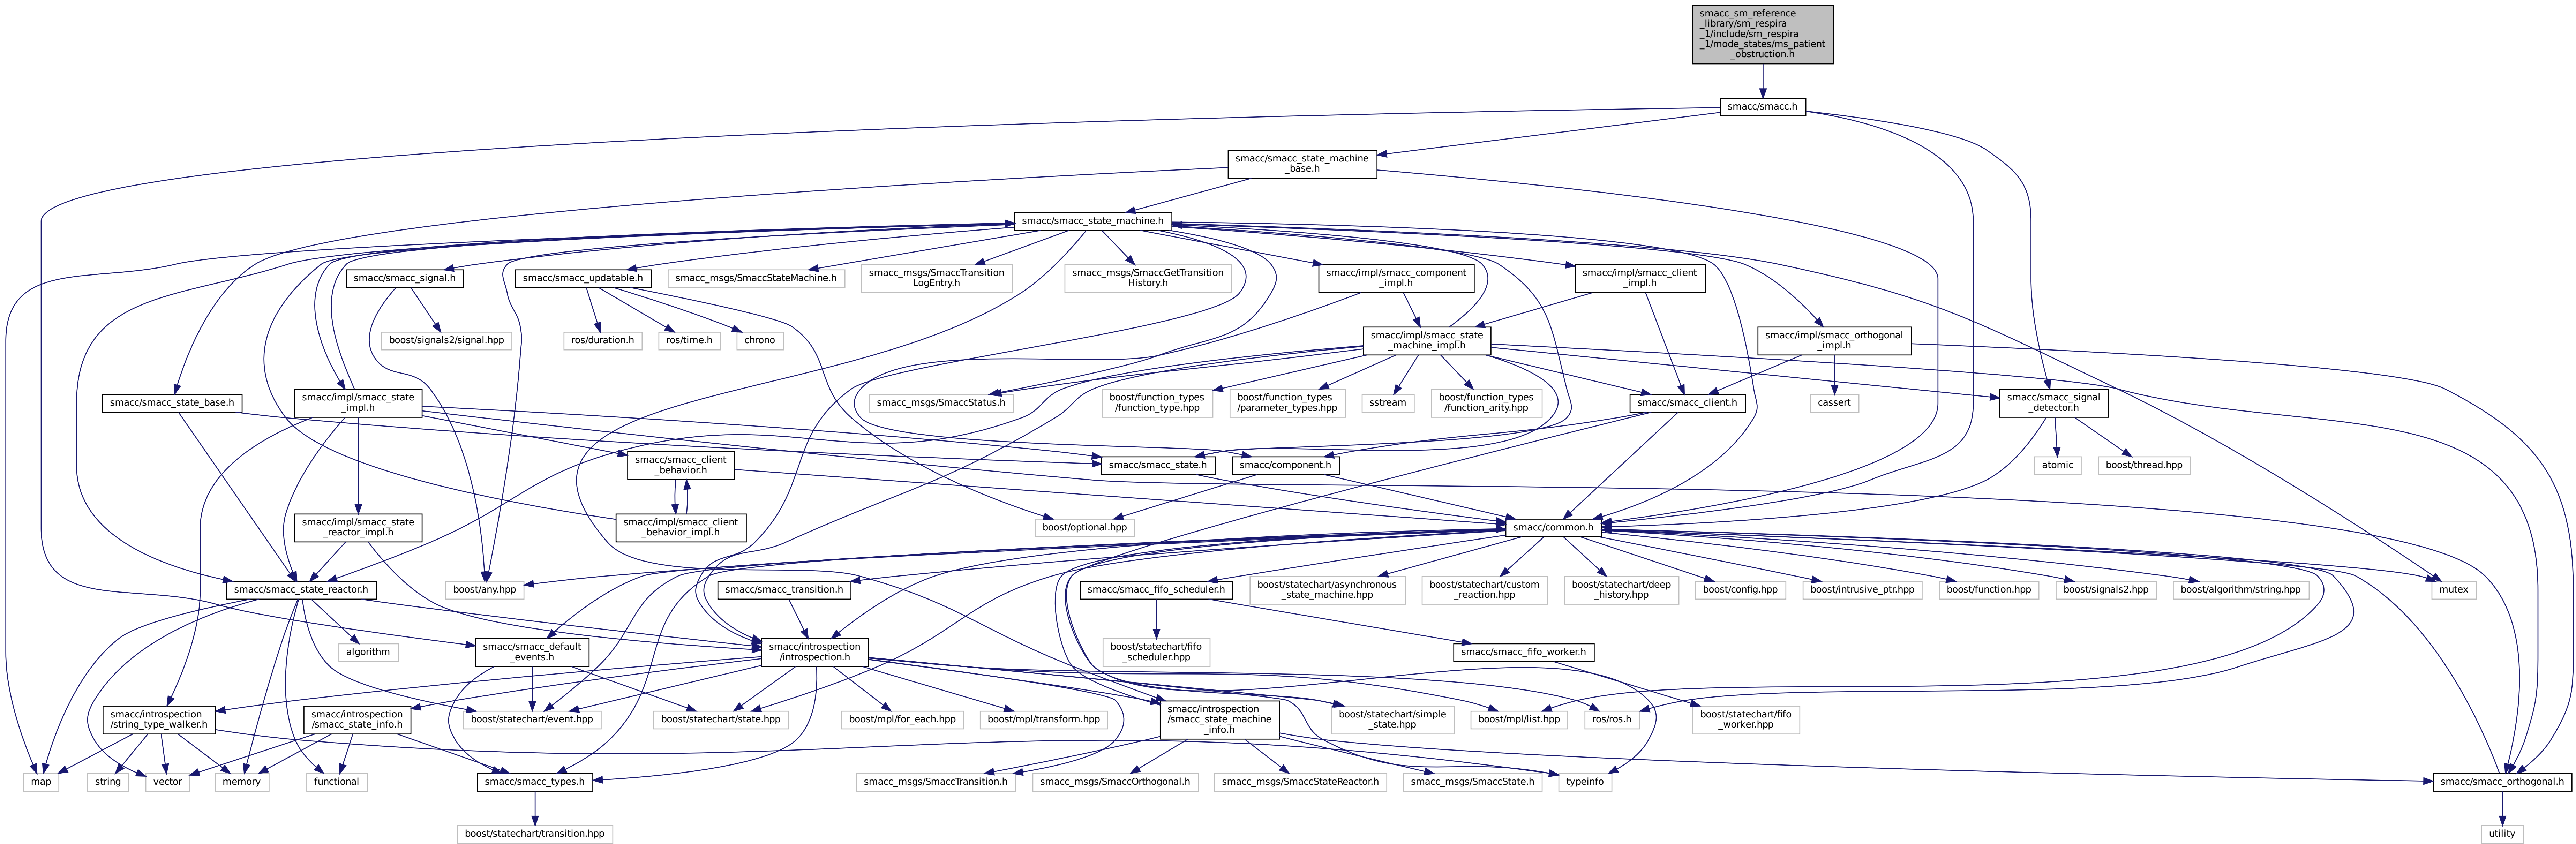 smacc_sm_reference
_library/sm_respira
_1/include/sm_respira
_1/mode_states/ms_patient
_obstruction.h
smacc/smacc.h
smacc/smacc_state_machine
_base.h
smacc/smacc_state_machine.h
smacc/smacc_signal.h
smacc/smacc_updatable.h
smacc_msgs/SmaccStateMachine.h
smacc_msgs/SmaccTransition
LogEntry.h
smacc_msgs/SmaccGetTransition
History.h
smacc/impl/smacc_component
_impl.h
smacc/impl/smacc_client
_impl.h
boost/signals2/signal.hpp
ros/duration.h
ros/time.h
chrono
smacc/impl/smacc_state
_machine_impl.h
smacc/impl/smacc_orthogonal
_impl.h
smacc/smacc_state_base.h
smacc/impl/smacc_state
_impl.h
smacc_msgs/SmaccStatus.h
boost/function_types
/function_type.hpp
boost/function_types
/parameter_types.hpp
sstream
boost/function_types
/function_arity.hpp
smacc/smacc_client.h
cassert
smacc/smacc_signal
_detector.h
smacc/smacc_client
_behavior.h
smacc/smacc_state.h
smacc/component.h
atomic
boost/thread.hpp
smacc/impl/smacc_state
_reactor_impl.h
smacc/impl/smacc_client
_behavior_impl.h
boost/optional.hpp
smacc/common.h
smacc/smacc_state_reactor.h
boost/any.hpp
smacc/smacc_transition.h
smacc/smacc_fifo_scheduler.h
boost/statechart/asynchronous
_state_machine.hpp
boost/statechart/custom
_reaction.hpp
boost/statechart/deep
_history.hpp
boost/config.hpp
boost/intrusive_ptr.hpp
boost/function.hpp
boost/signals2.hpp
boost/algorithm/string.hpp
mutex
algorithm
smacc/smacc_default
_events.h
smacc/introspection
/introspection.h
boost/statechart/fifo
_scheduler.hpp
smacc/smacc_fifo_worker.h
smacc/introspection
/string_type_walker.h
smacc/introspection
/smacc_state_info.h
boost/statechart/event.hpp
boost/statechart/state.hpp
boost/mpl/for_each.hpp
boost/mpl/transform.hpp
smacc/introspection
/smacc_state_machine
_info.h
boost/statechart/simple
_state.hpp
boost/mpl/list.hpp
ros/ros.h
boost/statechart/fifo
_worker.hpp
map
string
vector
memory
functional
smacc/smacc_types.h
smacc_msgs/SmaccTransition.h
smacc_msgs/SmaccOrthogonal.h
smacc_msgs/SmaccStateReactor.h
smacc_msgs/SmaccState.h
typeinfo
smacc/smacc_orthogonal.h
boost/statechart/transition.hpp
utility